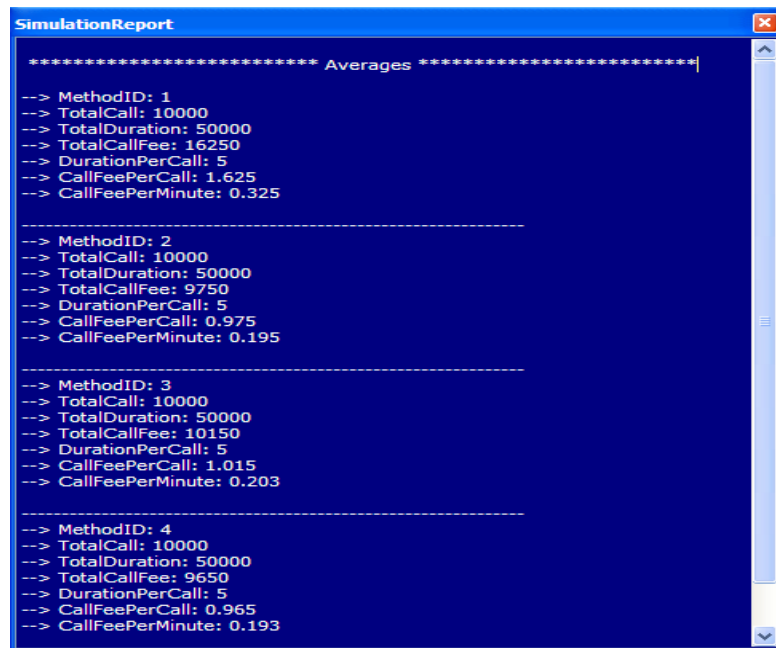 SimulationReport
************************** Averages *************************
--> MethodID: 1
--> TotalCall: 10000
--> TotalDuration: 50000
--> TotalCallFee: 16250
--> DurationPerCall: 5
--> CallFeePerCall: 1.625
--> CallFeePerMinute: 0.325
----------------------------------------------------------------
--> MethodID: 2
--> TotalCall: 10000
--> TotalDuration: 50000
--> TotalCallFee: 9750
--> DurationPerCall: 5
--> CallFeePerCall: 0.975
--> CallFeePerMinute: 0.195
----------------------------------------------------------------
--> MethodID: 3
--> TotalCall: 10000
--> TotalDuration: 50000
--> TotalCallFee: 10150
--> DurationPerCall: 5
--> CallFeePerCall: 1.015
--> CallFeePerMinute: 0.203
----------------------------------------------------------------
--> MethodID: 4
--> TotalCall: 10000
--> TotalDuration: 50000
--> TotalCallFee: 9650
--> DurationPerCall: 5
--> CallFeePerCall: 0.965
--> CallFeePerMinute: 0.193